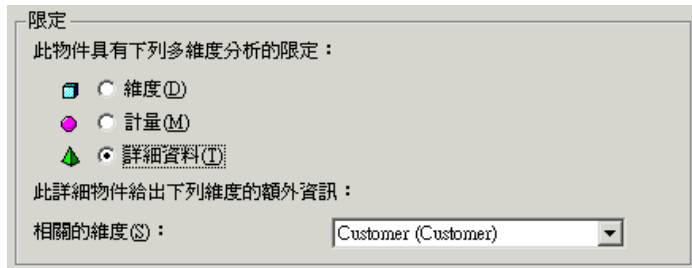 限定
此物件具有下列多維度分析的限定：
維度(D)
計量(M)
詳細資料(T)
此詳細物件給出下列維度的額外資訊：
相關的維度(S)： Customer (Customer)